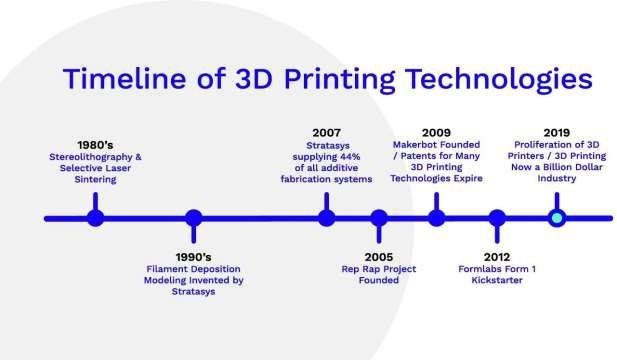 Timeline of 3D Printing Technologies
1980's
Stereolithography &
Selective Laser
Sintering
1990's
Filament Deposition
Modeling Invented by
Stratasys
2007
Stratasys
supplying 44%
of all additive
fabrication systems
2005
Rep Rap Project
Founded
2009
Makerbot Founded
/ Patents for Many
3D Printing
Technologies Expire
2012
Formlabs Form 1
Kickstarter
2019
Proliferation of 3D
Printers / 3D Printing
Now a Billion Dollar
Industry